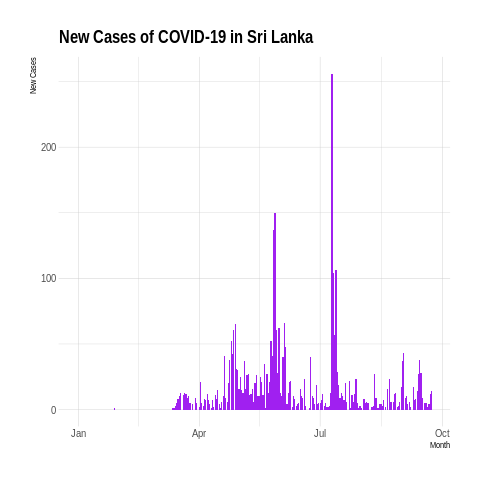 New Cases of COVID-19 in Sri Lanka
New Cases
200
100
0
Jan Apr Jul Oct
Month